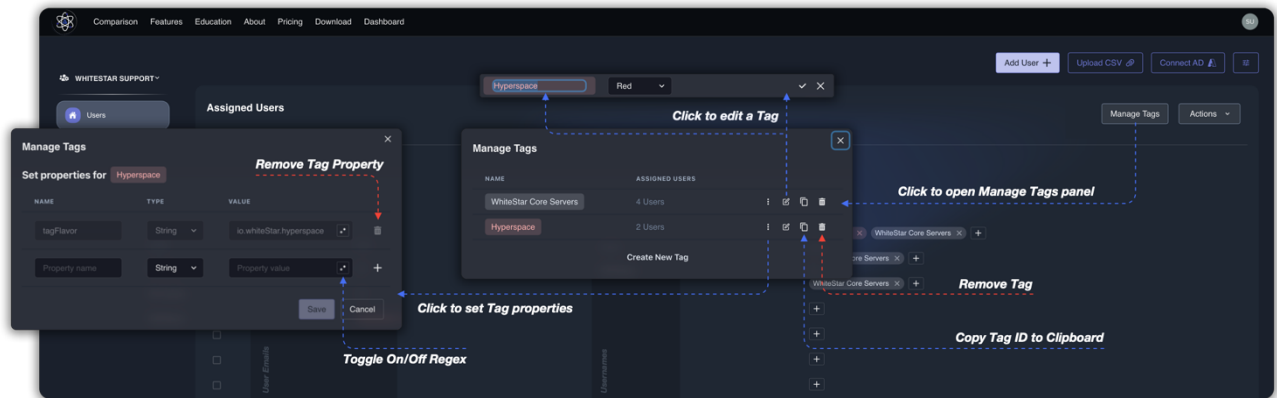 Comparison Features Education About Pricing Download Dashboard SU
Add User + Upload CSV Connect AD
WHITESTAR SUPPORT
Users
Assigned Users
Manage Tags Actions
Hyperspace Red
Click to edit a Tag
Manage Tags
Set properties for Hyperspace
Remove Tag Property
NAME TYPE VALUE
tagFlavor String io.whiteStar.hyperspace .*
Property name String Property value .* +
Save Cancel
Toggle On/Off Regex
Manage Tags
NAME ASSIGNED USERS
WhiteStar Core Servers 4 Users
Hyperspace 2 Users
Create New Tag
Click to set Tag properties
Click to open Manage Tags panel
WhiteStar Core Servers × +
ore Servers × +
WhiteStar Core Servers × +
Remove Tag
+
+
Copy Tag ID to Clipboard
+
+
User Emails
Usernames